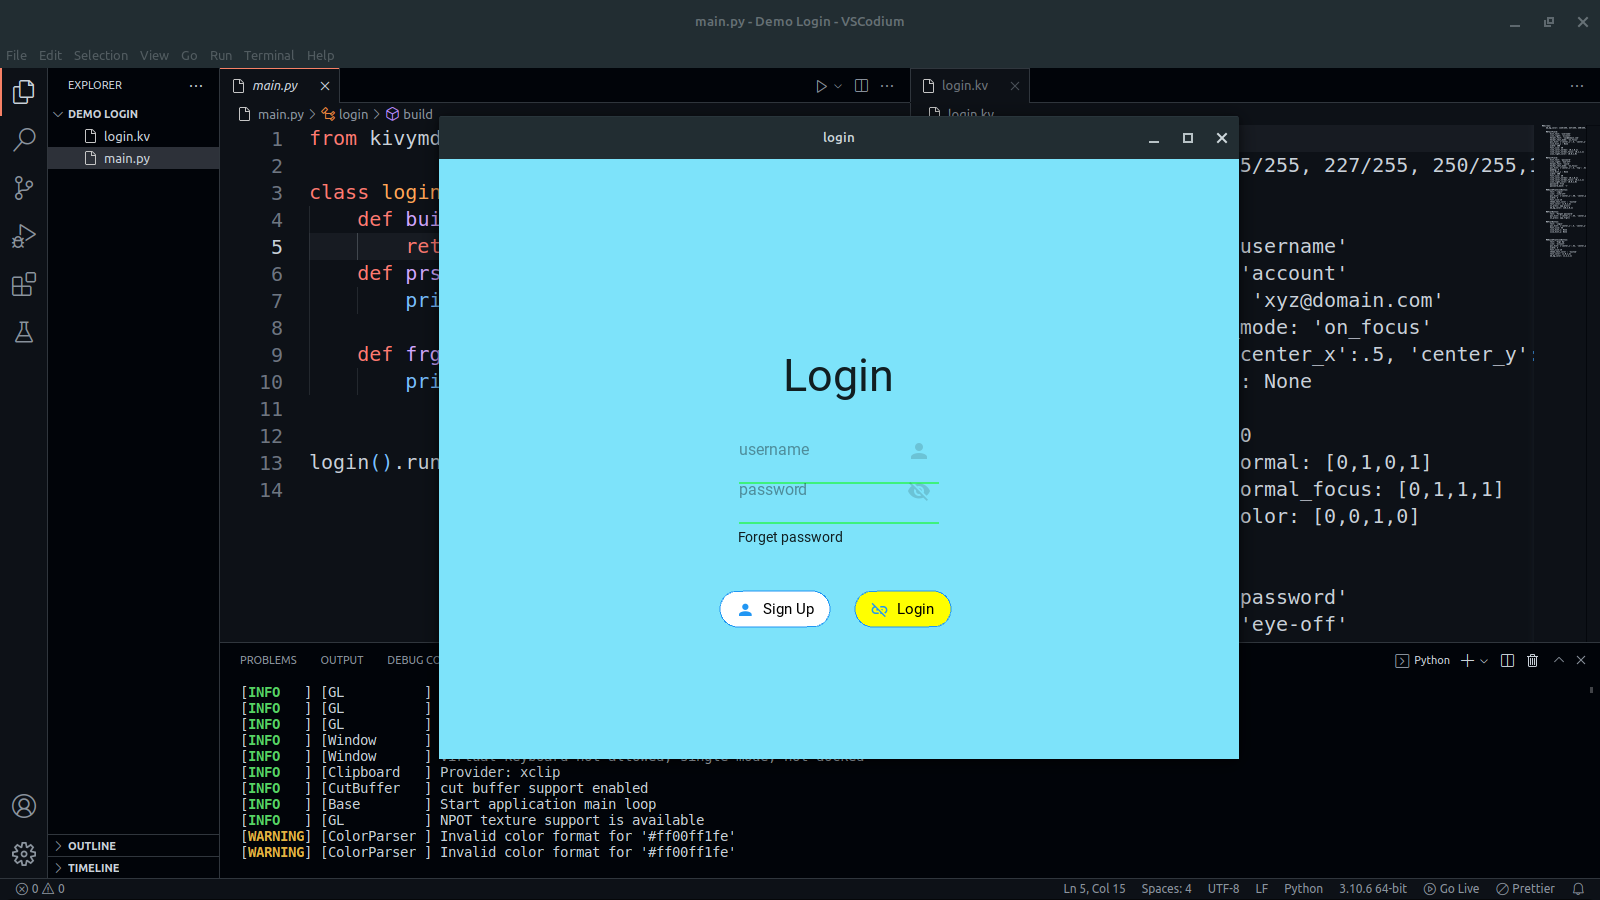 main.py - Demo Login - VSCodium
File Edit Selection View Go Run Terminal Help
EXPLORER
DEMO LOGIN
login.kv
main.py
OUTLINE
TIMELINE
main.py
login.kv
main.py > login > build
login.kv
1 from kivymd
2
3 class login
4 def bui
5 ret
6 def prs
7 pri
8
9 def frg
10 pri
11
12
13 login().run
14
5/255, 227/255, 250/255,1
username'
'account'
'xyz@domain.com'
mode: 'on_focus'
center_x':.5, 'center_y':
: None
0
ormal: [0,1,0,1]
ormal_focus: [0,1,1,1]
olor: [0,0,1,0]
password'
'eye-off'
login
Login
username
password
Forget password
Sign Up
Login
PROBLEMS OUTPUT DEBUG CO
Python
[INFO ] [GL ]
[INFO ] [GL ]
[INFO ] [GL ]
[INFO ] [Window ]
[INFO ] [Window ] virtual keyboard not allowed, single mode, not docked
[INFO ] [Clipboard ] Provider: xclip
[INFO ] [CutBuffer ] cut buffer support enabled
[INFO ] [Base ] Start application main loop
[INFO ] [GL ] NPOT texture support is available
[WARNING] [ColorParser ] Invalid color format for '#ff00ff1fe'
[WARNING] [ColorParser ] Invalid color format for '#ff00ff1fe'
0 0 Ln 5, Col 15 Spaces: 4 UTF-8 LF Python 3.10.6 64-bit Go Live Prettier